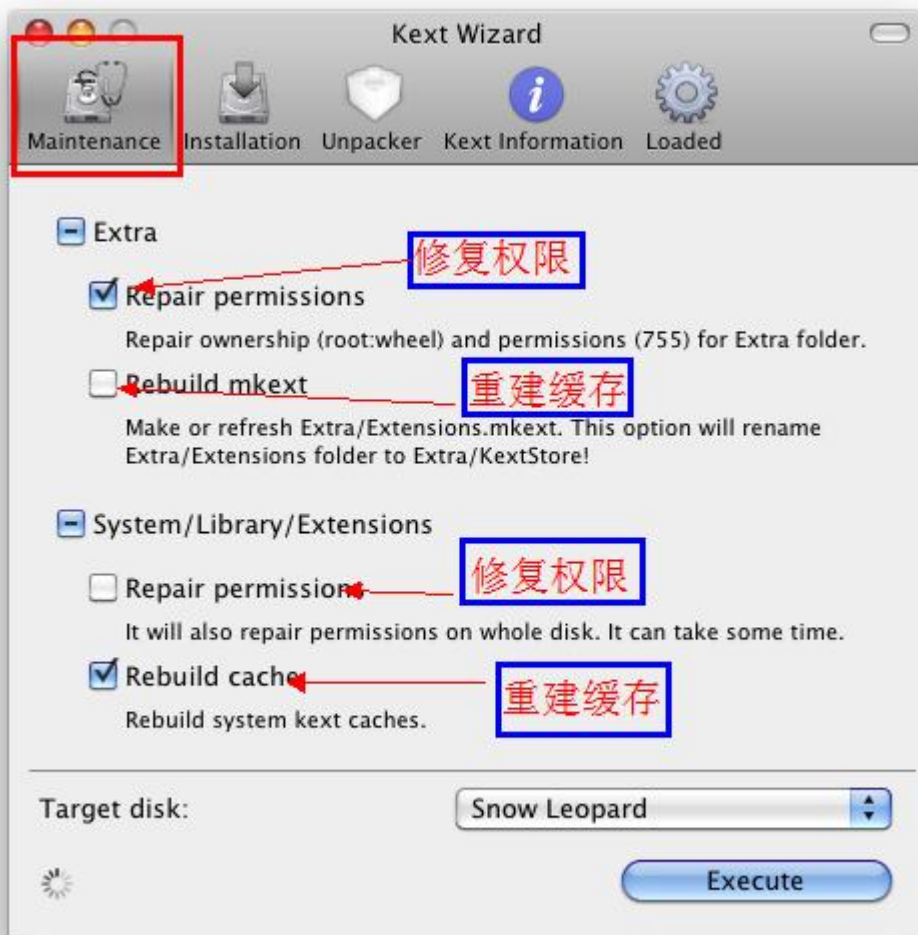 Kext Wizard
Maintenance Installation Unpacker Kext Information Loaded
Extra
修复权限
Repair permissions
Repair ownership (root:wheel) and permissions (755) for Extra folder.
Rebuild mkext
重建缓存
Make or refresh Extra/Extensions.mkext. This option will rename
Extra/Extensions folder to Extra/KextStore!
System/Library/Extensions
修复权限
Repair permissions
It will also repair permissions on whole disk. It can take some time.
Rebuild cache
重建缓存
Rebuild system kext caches.
Target disk: Snow Leopard
Execute